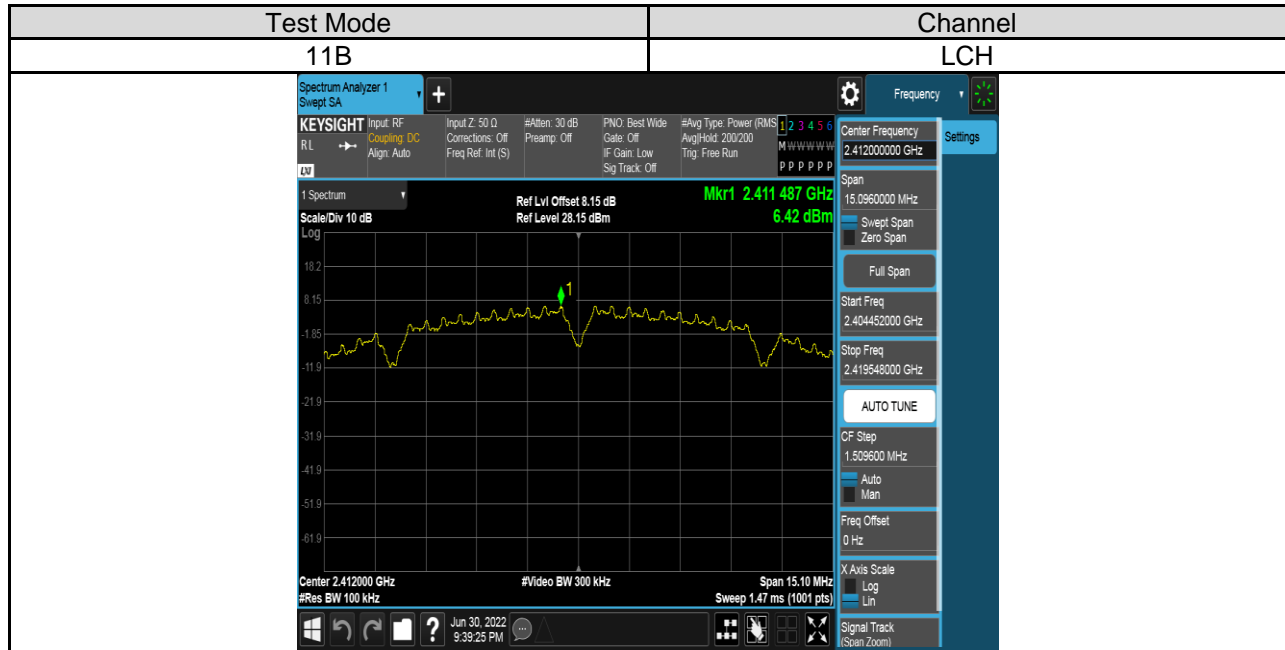 Test Mode Channel
11B LCH
Spectrum Analyzer 1
Swept SA
+
Frequency
KEYSIGHT
RL
LXI
Input: RF
Coupling: DC
Align: Auto
Input Z: 50 Ω
Corrections: Off
Freq Ref: Int (S)
#Atten: 30 dB
Preamp: Off
PNO: Best Wide
Gate: Off
IF Gain: Low
Sig Track: Off
#Avg Type: Power (RMS
Avg|Hold: 200/200
Trig: Free Run
1 2 3 4 5 6
M W W W W W
P P P P P P
1 Spectrum
Scale/Div 10 dB
Log
Ref Lvl Offset 8.15 dB
Ref Level 28.15 dBm
Mkr1 2.411 487 GHz
6.42 dBm
18.2
8.15
-1.85
-11.9
-21.9
-31.9
-41.9
-51.9
-61.9
1
Center 2.412000 GHz
#Res BW 100 kHz
#Video BW 300 kHz
Span 15.10 MHz
Sweep 1.47 ms (1001 pts)
?
Jun 30, 2022
9:39:25 PM
Center Frequency
2.412000000 GHz
Span
15.0960000 MHz
Swept Span
Zero Span
Full Span
Start Freq
2.404452000 GHz
Stop Freq
2.419548000 GHz
AUTO TUNE
CF Step
1.509600 MHz
Auto
Man
Freq Offset
0 Hz
X Axis Scale
Log
Lin
Signal Track
(Span Zoom)
Settings